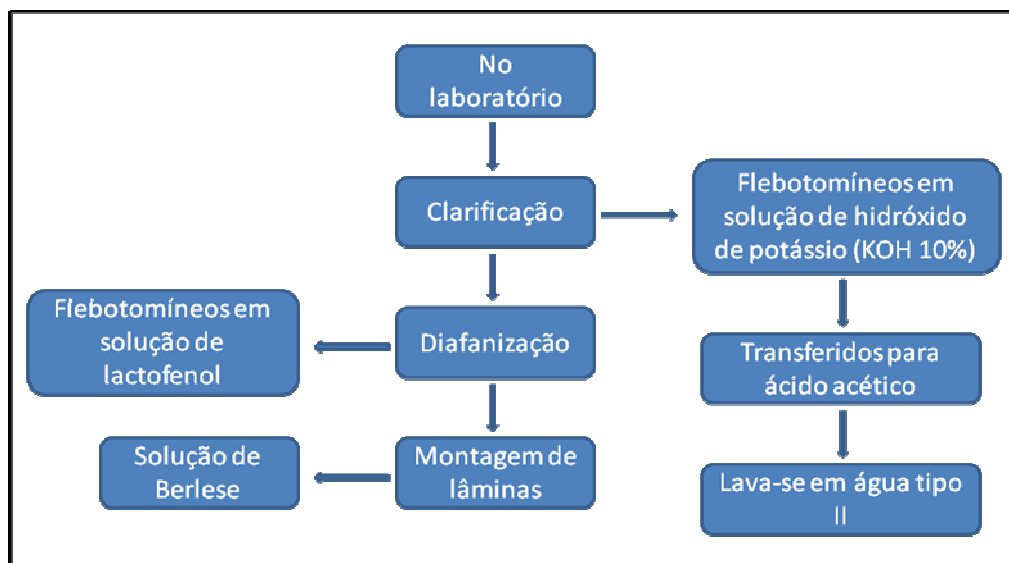 No
laboratório
Clarificação
Flebotomíneos em
solução de hidróxido
de potássio (KOH 10%)
Flebotomíneos em
solução de
lactofenol
Diafanização
Transferidos para
ácido acético
Solução de
Berlese
Montagem de
lâminas
Lava-se em água tipo
II